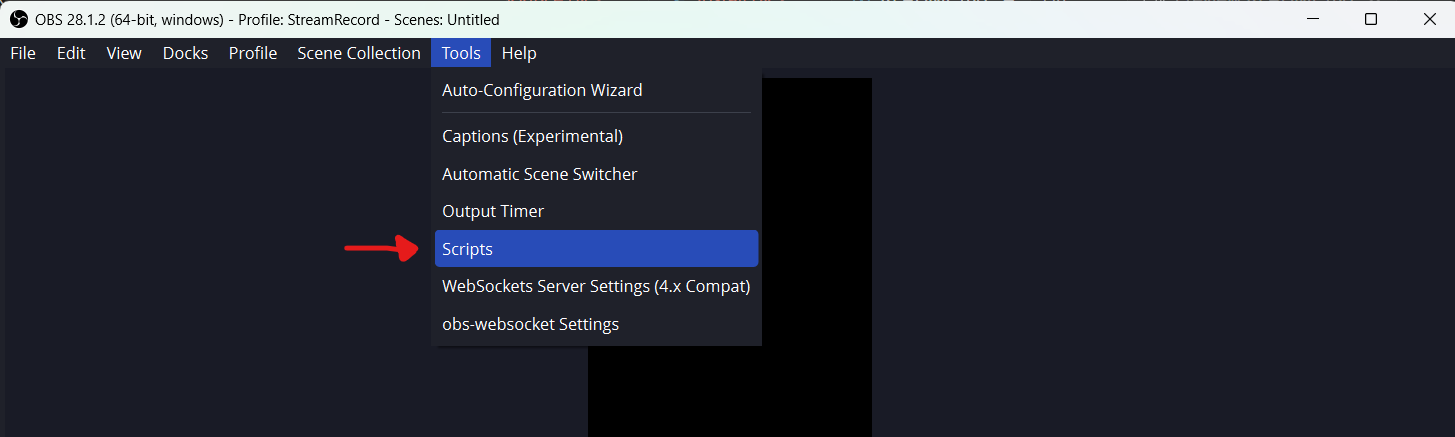 OBS 28.1.2 (64-bit, windows) - Profile: StreamRecord - Scenes: Untitled
File Edit View Docks Profile Scene Collection Tools Help
Auto-Configuration Wizard
Captions (Experimental)
Automatic Scene Switcher
Output Timer
Scripts
WebSockets Server Settings (4.x Compat)
obs-websocket Settings